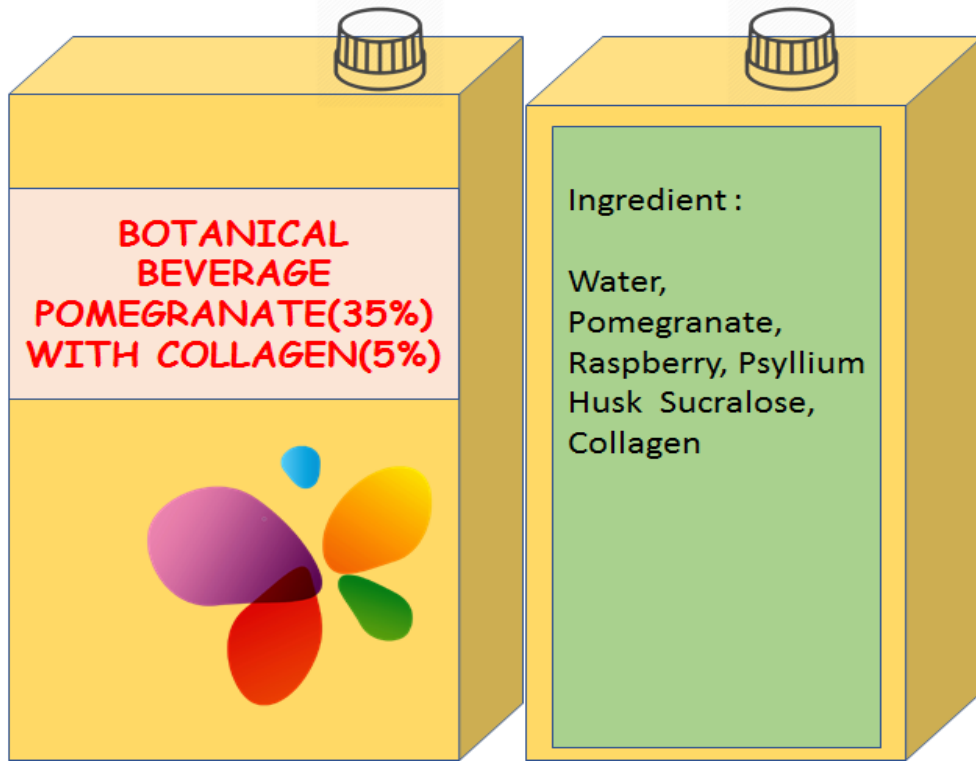 BOTANICAL
BEVERAGE
POMEGRANATE(35%)
WITH COLLAGEN(5%)
Ingredient :
Water,
Pomegranate,
Raspberry, Psyllium
Husk  Sucralose,
Collagen